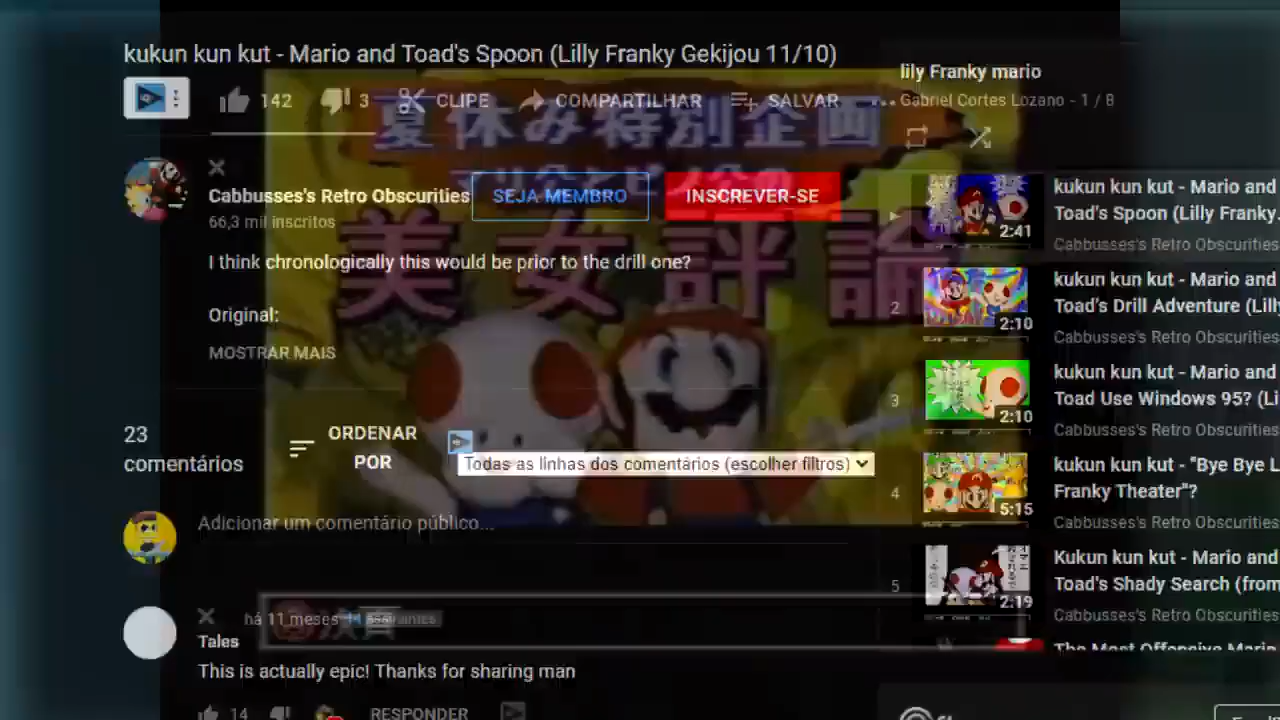 kukun kun kut - Mario and Toad's Spoon (Lilly Franky Gekijou 11/10)
142
3
CLIPE
COMPARTILHAR
SALVAR
夏休み特別企画
Cabbusses's Retro Obscurities
SEJA MEMBRO
INSCREVER-SE
66,3 mil inscritos
美女評論
I think chronologically this would be prior to the drill one?
Original:
MOSTRAR MAIS
23
comentários
ORDENAR
POR
Todas as linhas dos comentários (escolher filtros)
Adicionar um comentário público...
há 11 meses
Tales
This is actually epic! Thanks for sharing man
14
RESPONDER
lily Franky mario
Gabriel Cortes Lozano - 1 / 8
2:41
kukun kun kut - Mario and
Toad's Spoon (Lilly Franky
Cabbusses's Retro Obscurities
2
2:10
kukun kun kut - Mario and
Toad's Drill Adventure (Lill
Cabbusses's Retro Obscurities
3
2:10
kukun kun kut - Mario and
Toad Use Windows 95? (Li
Cabbusses's Retro Obscurities
4
5:15
kukun kun kut - "Bye Bye L
Franky Theater"?
Cabbusses's Retro Obscurities
5
2:19
Kukun kun kut - Mario and
Toad's Shady Search (from
Cabbusses's Retro Obscurities
The Most Offensive Mario